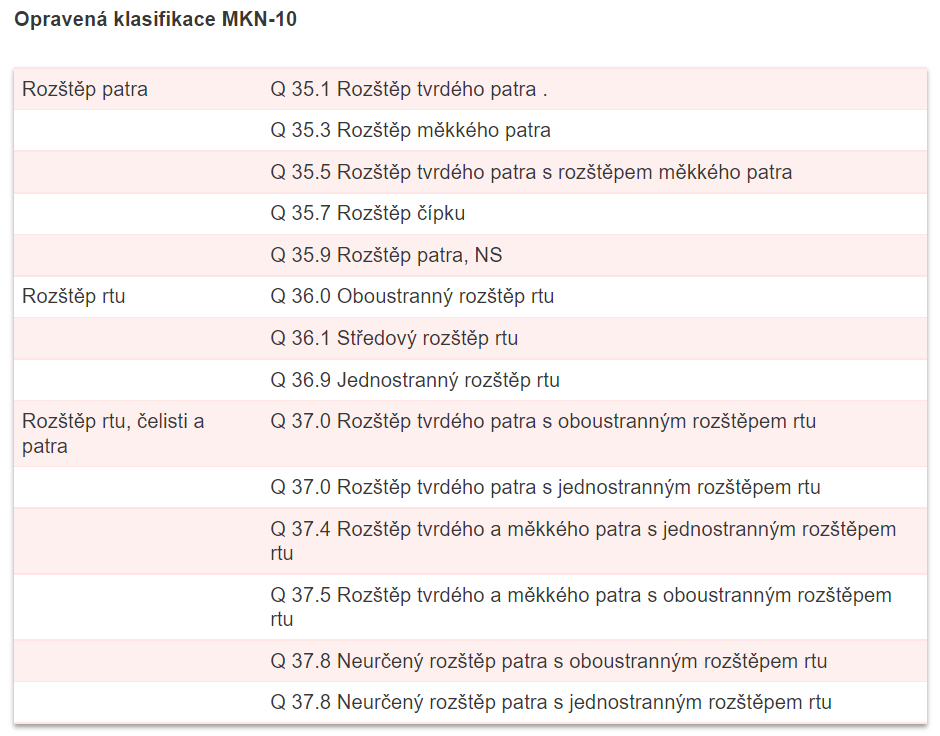 Opravená klasifikace MKN-10
Rozštěp patra Q 35.1 Rozštěp tvrdého patra .
Q 35.3 Rozštěp měkkého patra
Q 35.5 Rozštěp tvrdého patra s rozštěpem měkkého patra
Q 35.7 Rozštěp čípku
Q 35.9 Rozštěp patra, NS
Rozštěp rtu Q 36.0 Oboustranný rozštěp rtu
Q 36.1 Středový rozštěp rtu
Q 36.9 Jednostranný rozštěp rtu
Rozštěp rtu, čelisti a Q 37.0 Rozštěp tvrdého patra s oboustranným rozštěpem rtu
patra
Q 37.0 Rozštěp tvrdého patra s jednostranným rozštěpem rtu
Q 37.4 Rozštěp tvrdého a měkkého patra s jednostranným rozštěpem
rtu
Q 37.5 Rozštěp tvrdého a měkkého patra s oboustranným rozštěpem
rtu
Q 37.8 Neurčený rozštěp patra s oboustranným rozštěpem rtu
Q 37.8 Neurčený rozštěp patra s jednostranným rozštěpem rtu